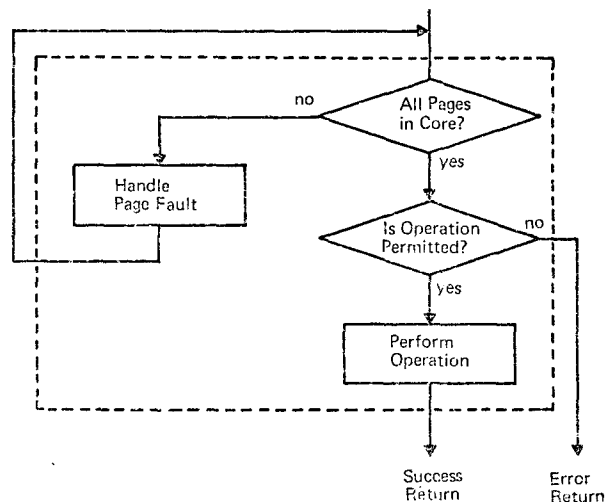 no
All Pages
in Core?
yes
Handle
Page Fault
Is Operation
Permitted?
no
yes
Perform
Operation
Success
Return
Error
Return